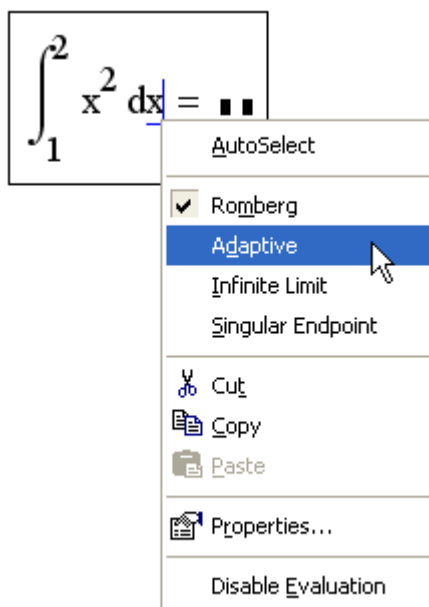 ∫₁² x² dx = ▪ ▪
AutoSelect
Romberg
Adaptive
Infinite Limit
Singular Endpoint
Cut
Copy
Paste
Properties...
Disable Evaluation